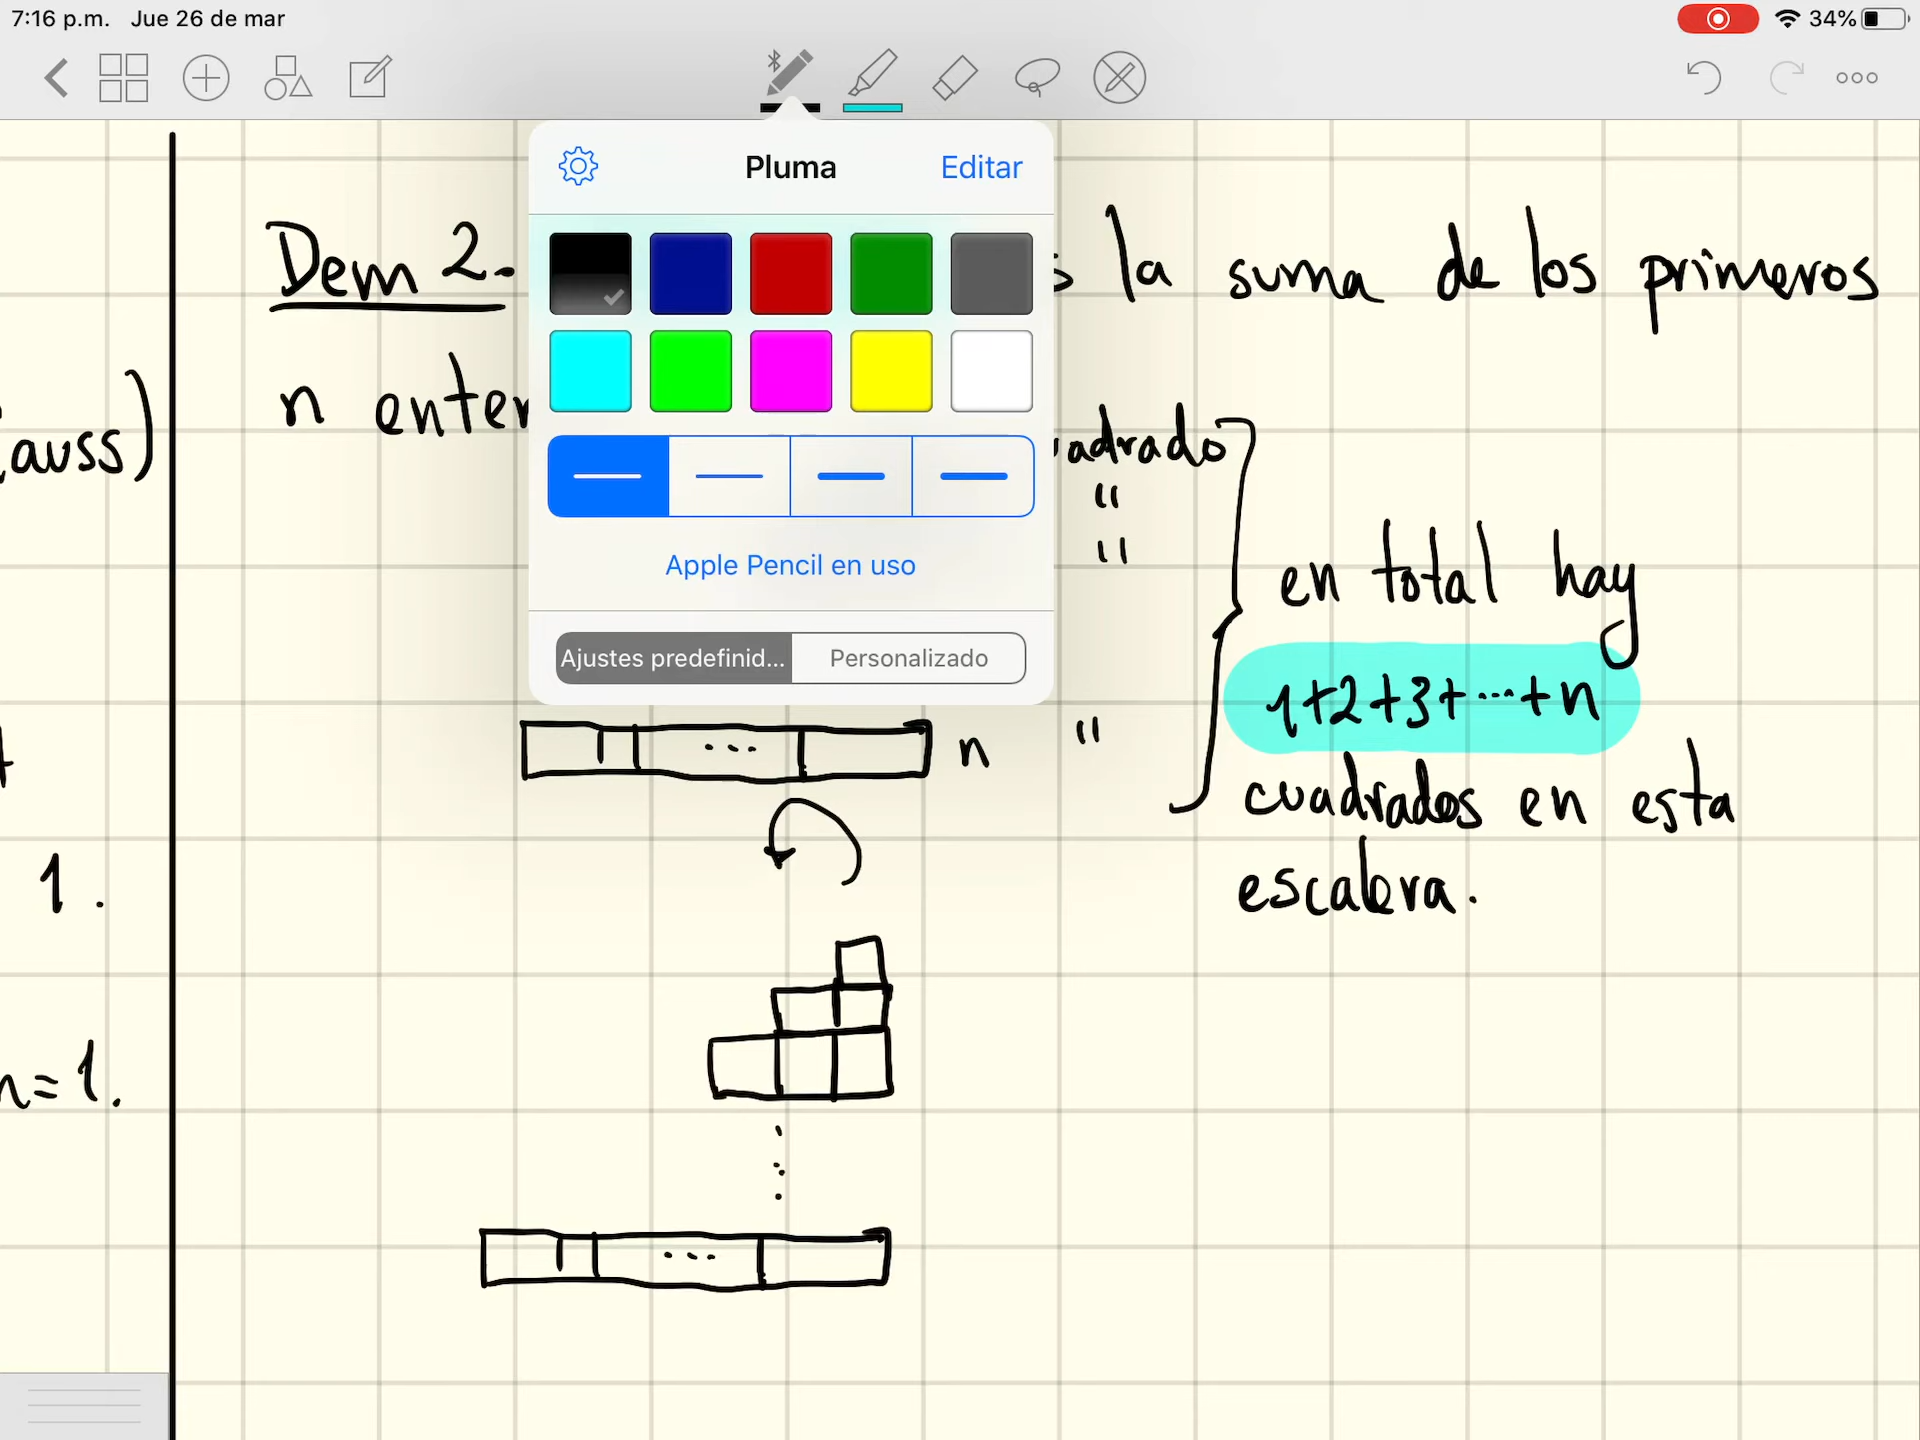 7:16 p.m. Jue 26 de mar
34%
Pluma
Editar
Apple Pencil en uso
Ajustes predefinid...
Personalizado
auss)
1.
n=1.
Dem 2.- la suma de los primeros
n enter
adrado
"
"
n "
en total hay
1+2+3+...+n
cuadrados en esta
escalera.
...
...